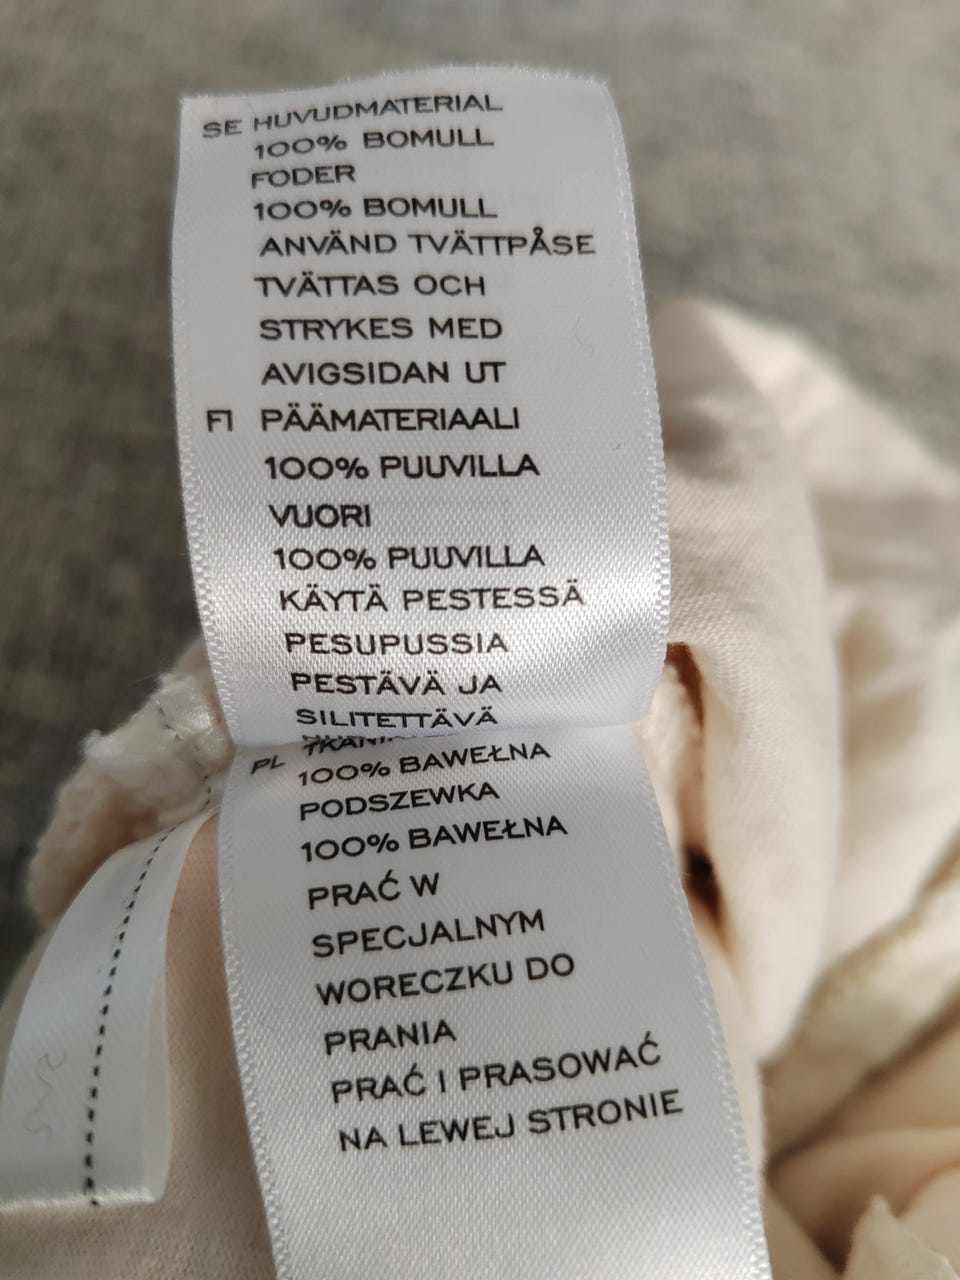 SE HUVUDMATERIAL
100% BOMULL
FODER
100% BOMULL
ANVÄND TVÄTTPÅSE
TVÄTTAS OCH
STRYKES MED
AVIGSIDAN UT
FI PÄÄMATERIAALI
100% PUUVILLA
VUORI
100% PUUVILLA
KÄYTÄ PESTESSÄ
PESUPUSSIA
PESTÄVÄ JA
SILITETTÄVÄ
PL
100% BAWEŁNA
PODSZEWKA
100% BAWEŁNA
PRAĆ W
SPECJALNYM
WORECZKU DO
PRANIA
PRAĆ I PRASOWAĆ
NA LEWEJ STRONIE